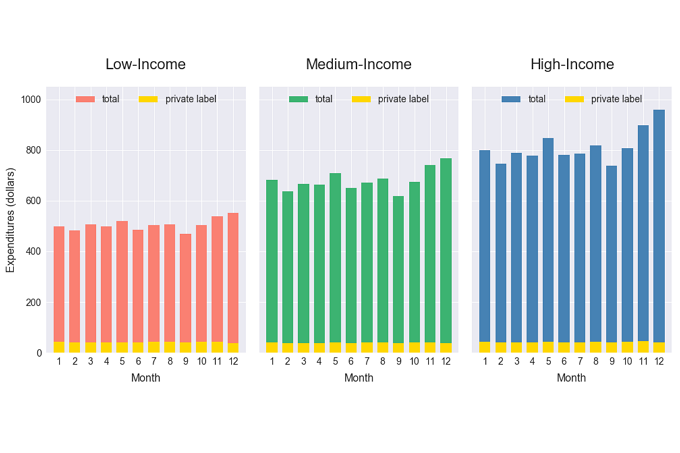 Low-Income
Medium-Income
High-Income
total
private label
total
private label
total
private label
Expenditures (dollars)
1000
800
600
400
200
0
1 2 3 4 5 6 7 8 9 10 11 12
1 2 3 4 5 6 7 8 9 10 11 12
1 2 3 4 5 6 7 8 9 10 11 12
Month
Month
Month